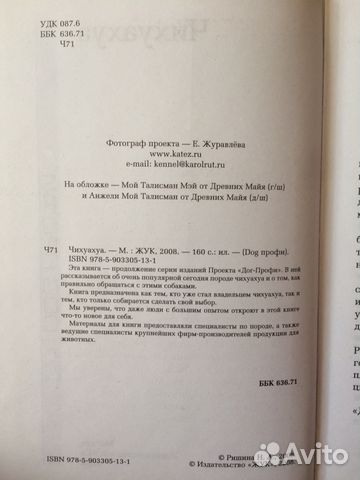 УДК 087.6
ББК 636.71
Ч71
Чихуахуа
Фотограф проекта — Е. Журавлёва
www.katez.ru
e-mail: kennel@karolrut.ru
На обложке — Мой Талисман Мэй от Древних Майя (г/ш)
и Анжели Мой Талисман от Древних Майя (д/ш)
Ч71 Чихуахуа. — М. : ЖУК, 2008. — 160 с.: ил. — (Dog профи).
ISBN 978-5-903305-13-1
Эта книга — продолжение серии изданий Проекта «Дог-Профи». В ней
рассказывается об очень популярной сегодня породе чихуахуа и о том, как
правильно обращаться с этими собаками.
Книга предназначена как тем, кто уже стал владельцем чихуахуа, так и
тем, кто только собирается сделать свой выбор.
Мы уверены, что даже люди с большим опытом откроют в этой книге
что-то новое для себя.
Материалы для книги предоставляли специалисты по породе, а также
ведущие специалисты крупнейших фирм-производителей продукции для
животных.
ББК 636.71
ISBN 978-5-903305-13-1
© Ришина Н.
© Издательство «ЖУК»
Avito